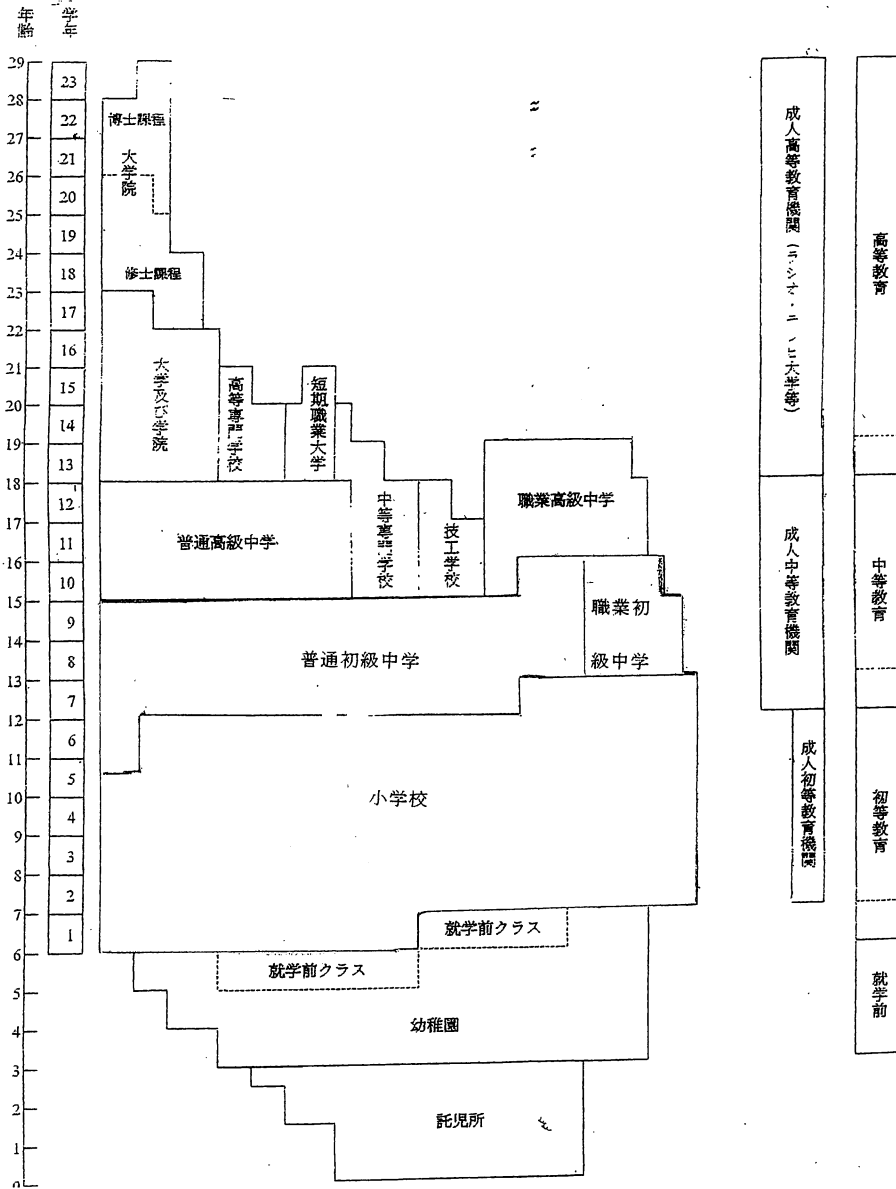 年齢
学年
29
28
27
26
25
24
23
22
21
20
19
18
17
16
15
14
13
12
11
10
9
8
7
6
5
4
3
2
1
0
23
22
21
20
19
18
17
16
15
14
13
12
11
10
9
8
7
6
5
4
3
2
1
博士課程
大学院
修士課程
大学及び学院
高等専門学校
短期職業大学
普通高級中学
中等専門学校
技工学校
職業高級中学
普通初級中学
職業初
級中学
小学校
就学前クラス
就学前クラス
幼稚園
託児所
成人高等教育機関
大学等)
成人中等教育機関
成人初等教育機関
高等教育
中等教育
初等教育
就学前